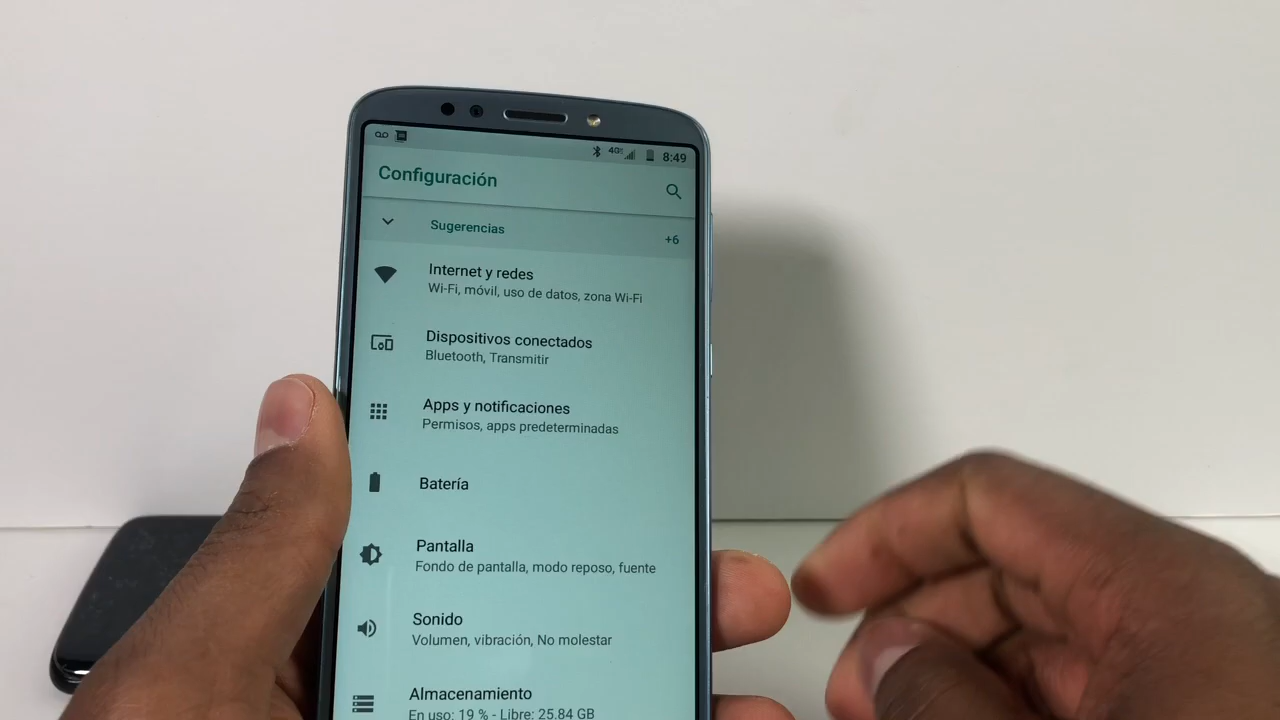 4G 8:49
Configuración
Sugerencias +6
Internet y redes
Wi-Fi, móvil, uso de datos, zona Wi-Fi
Dispositivos conectados
Bluetooth, Transmitir
Apps y notificaciones
Permisos, apps predeterminadas
Batería
Pantalla
Fondo de pantalla, modo reposo, fuente
Sonido
Volumen, vibración, No molestar
Almacenamiento
En uso: 19 % - Libre: 25.84 GB